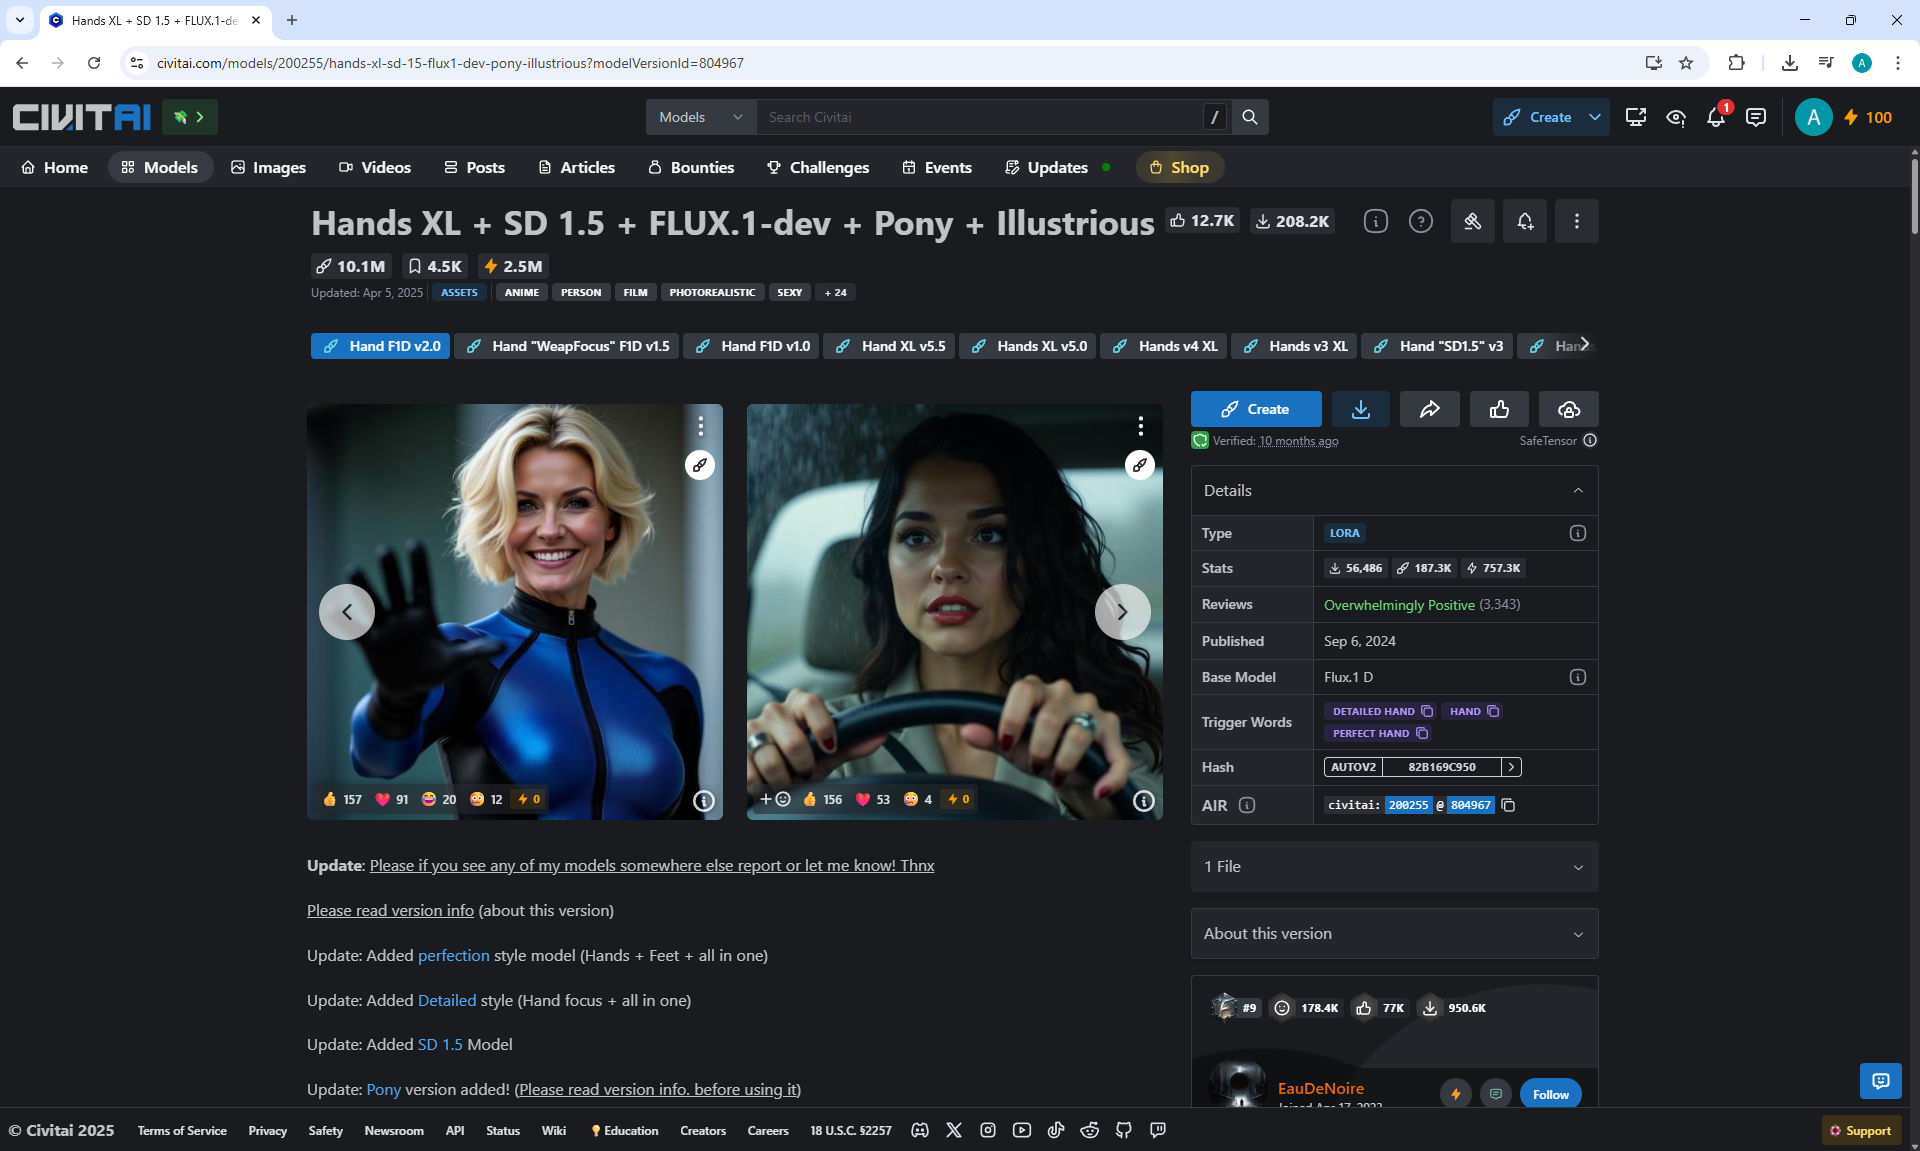 Hands XL + SD 1.5 + FLUX.1-de
civitai.com/models/200255/hands-xl-sd-15-flux1-dev-pony-illustrious?modelVersionId=804967
A
CIVITAI
Models
Search Civitai
/
Create
1
A
100
Home
Models
Images
Videos
Posts
Articles
Bounties
Challenges
Events
Updates
Shop
Hands XL + SD 1.5 + FLUX.1-dev + Pony + Illustrious
12.7K
208.2K
10.1M
4.5K
2.5M
Updated: Apr 5, 2025
ASSETS
ANIME
PERSON
FILM
PHOTOREALISTIC
SEXY
+ 24
Hand F1D v2.0
Hand "WeapFocus" F1D v1.5
Hand F1D v1.0
Hand XL v5.5
Hands XL v5.0
Hands v4 XL
Hands v3 XL
Hand "SD1.5" v3
Han
Create
Verified: 10 months ago
SafeTensor
Details
Type
LORA
Stats
56,486
187.3K
757.3K
Reviews
Overwhelmingly Positive (3,343)
Published
Sep 6, 2024
Base Model
Flux.1 D
Trigger Words
DETAILED HAND
HAND
PERFECT HAND
Hash
AUTOV2
82B169C950
AIR
civitai: 200255 @ 804967
157
91
20
12
0
156
53
4
0
Update: Please if you see any of my models somewhere else report or let me know! Thnx
Please read version info (about this version)
Update: Added perfection style model (Hands + Feet + all in one)
Update: Added Detailed style (Hand focus + all in one)
Update: Added SD 1.5 Model
Update: Pony version added! (Please read version info. before using it)
1 File
About this version
#9
178.4K
77K
950.6K
EauDeNoire
Joined Apr 17, 2023
Follow
© Civitai 2025
Terms of Service
Privacy
Safety
Newsroom
API
Status
Wiki
Education
Creators
Careers
18 U.S.C. §2257
Support